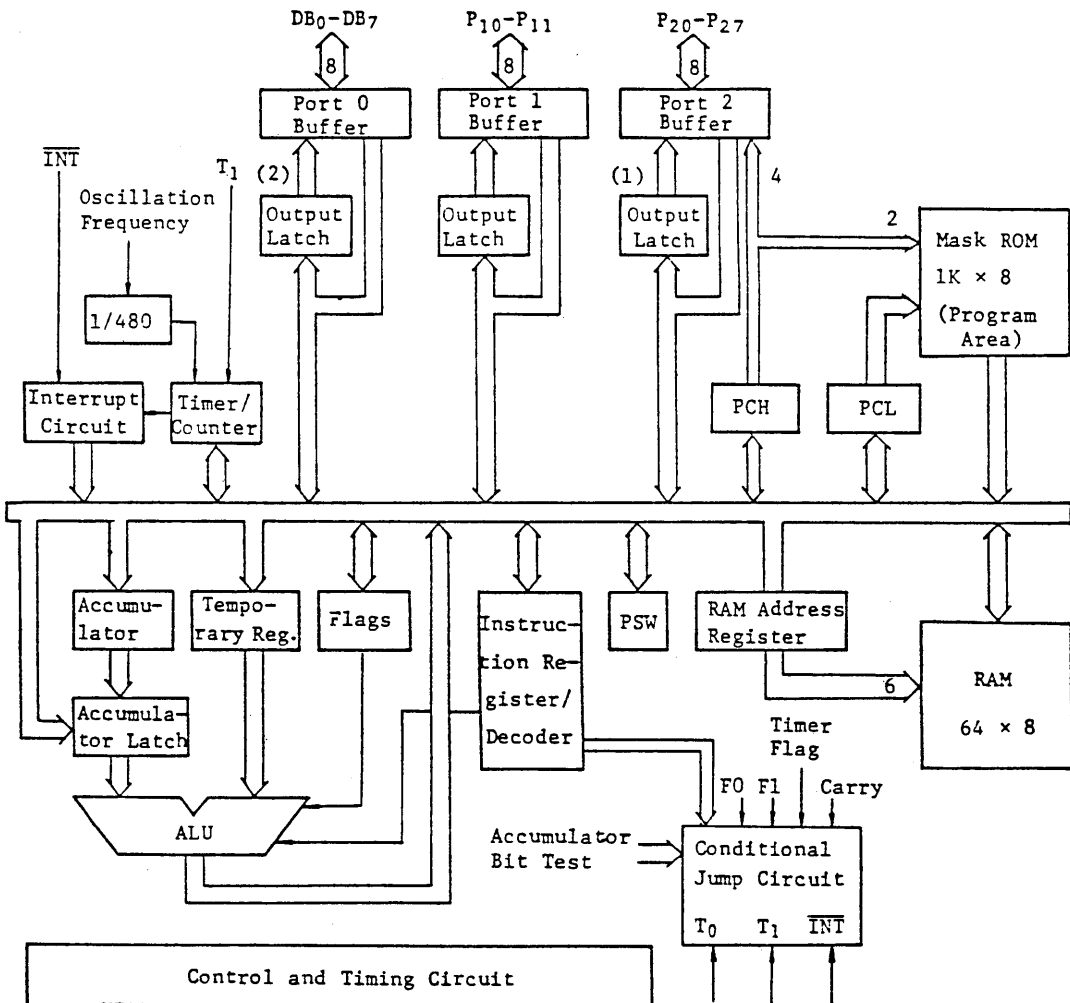 DB0-DB7
P10-P11
P20-P27
8
8
8
Port 0
Buffer
Port 1
Buffer
Port 2
Buffer
INT
T1
(2)
(1)
4
Oscillation
Frequency
Output
Latch
Output
Latch
Output
Latch
2
Mask ROM
1K × 8
(Program
Area)
1/480
Interrupt
Circuit
Timer/
Counter
PCH
PCL
Accumu-
lator
Tempo-
rary Reg.
Flags
Instruc-
tion Re-
gister/
Decoder
PSW
RAM Address
Register
6
RAM
64 × 8
Accumula-
tor Latch
Timer
Flag
F0
F1
Carry
ALU
Accumulator
Bit Test
Conditional
Jump Circuit
T0
T1
INT
Control and Timing Circuit